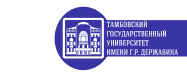 ТАМБОВСКИЙ
ГОСУДАРСТВЕННЫЙ
УНИВЕРСИТЕТ
ИМЕНИ Г.Р. ДЕРЖАВИНА